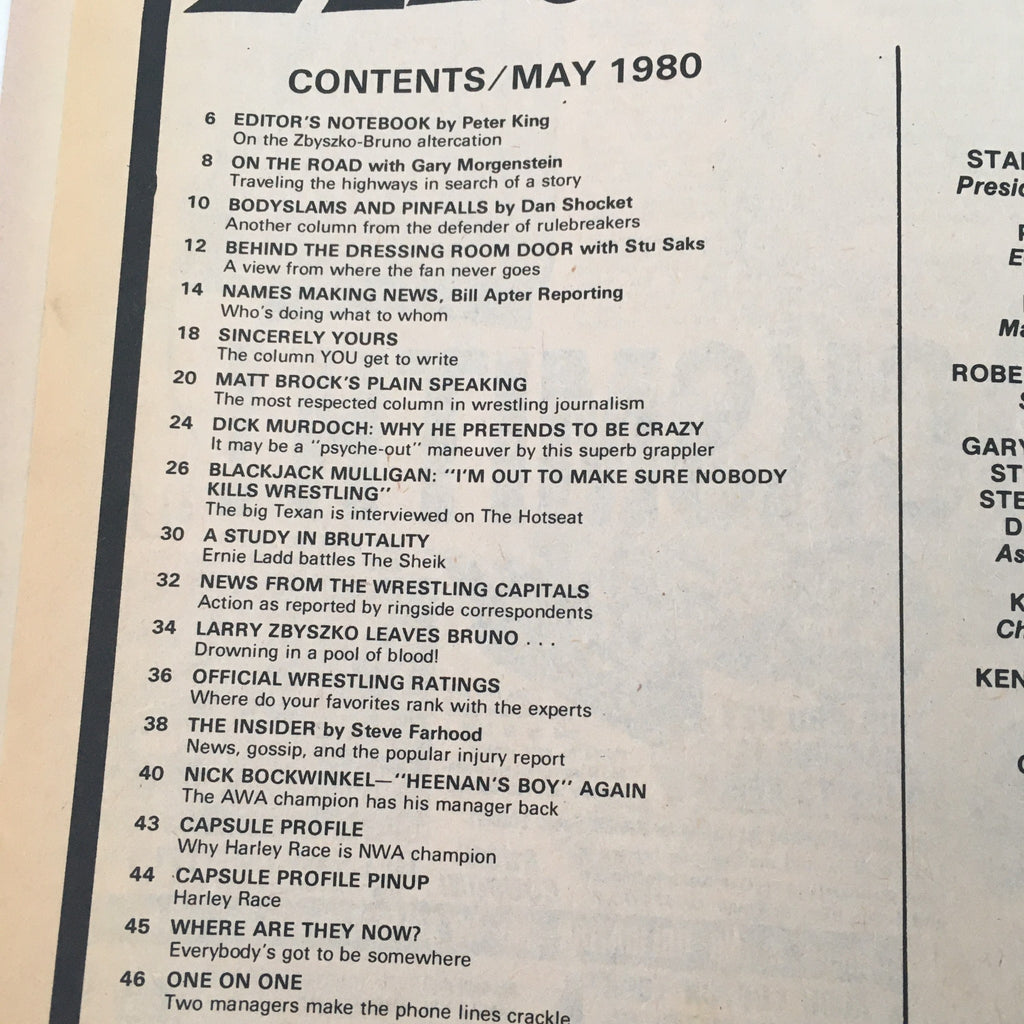 CONTENTS/MAY 1980
6 EDITOR'S NOTEBOOK by Peter King
On the Zbyszko-Bruno altercation
8 ON THE ROAD with Gary Morgenstein
Traveling the highways in search of a story
10 BODYSLAMS AND PINFALLS by Dan Shocket
Another column from the defender of rulebreakers
12 BEHIND THE DRESSING ROOM DOOR with Stu Saks
A view from where the fan never goes
14 NAMES MAKING NEWS, Bill Apter Reporting
Who's doing what to whom
18 SINCERELY YOURS
The column YOU get to write
20 MATT BROCK'S PLAIN SPEAKING
The most respected column in wrestling journalism
24 DICK MURDOCH: WHY HE PRETENDS TO BE CRAZY
It may be a "psyche-out" maneuver by this superb grappler
26 BLACKJACK MULLIGAN: "I'M OUT TO MAKE SURE NOBODY
KILLS WRESTLING"
The big Texan is interviewed on The Hotseat
30 A STUDY IN BRUTALITY
Ernie Ladd battles The Sheik
32 NEWS FROM THE WRESTLING CAPITALS
Action as reported by ringside correspondents
34 LARRY ZBYSZKO LEAVES BRUNO . . .
Drowning in a pool of blood!
36 OFFICIAL WRESTLING RATINGS
Where do your favorites rank with the experts
38 THE INSIDER by Steve Farhood
News, gossip, and the popular injury report
40 NICK BOCKWINKEL—"HEENAN'S BOY" AGAIN
The AWA champion has his manager back
43 CAPSULE PROFILE
Why Harley Race is NWA champion
44 CAPSULE PROFILE PINUP
Harley Race
45 WHERE ARE THEY NOW?
Everybody's got to be somewhere
46 ONE ON ONE
Two managers make the phone lines crackle
GARY